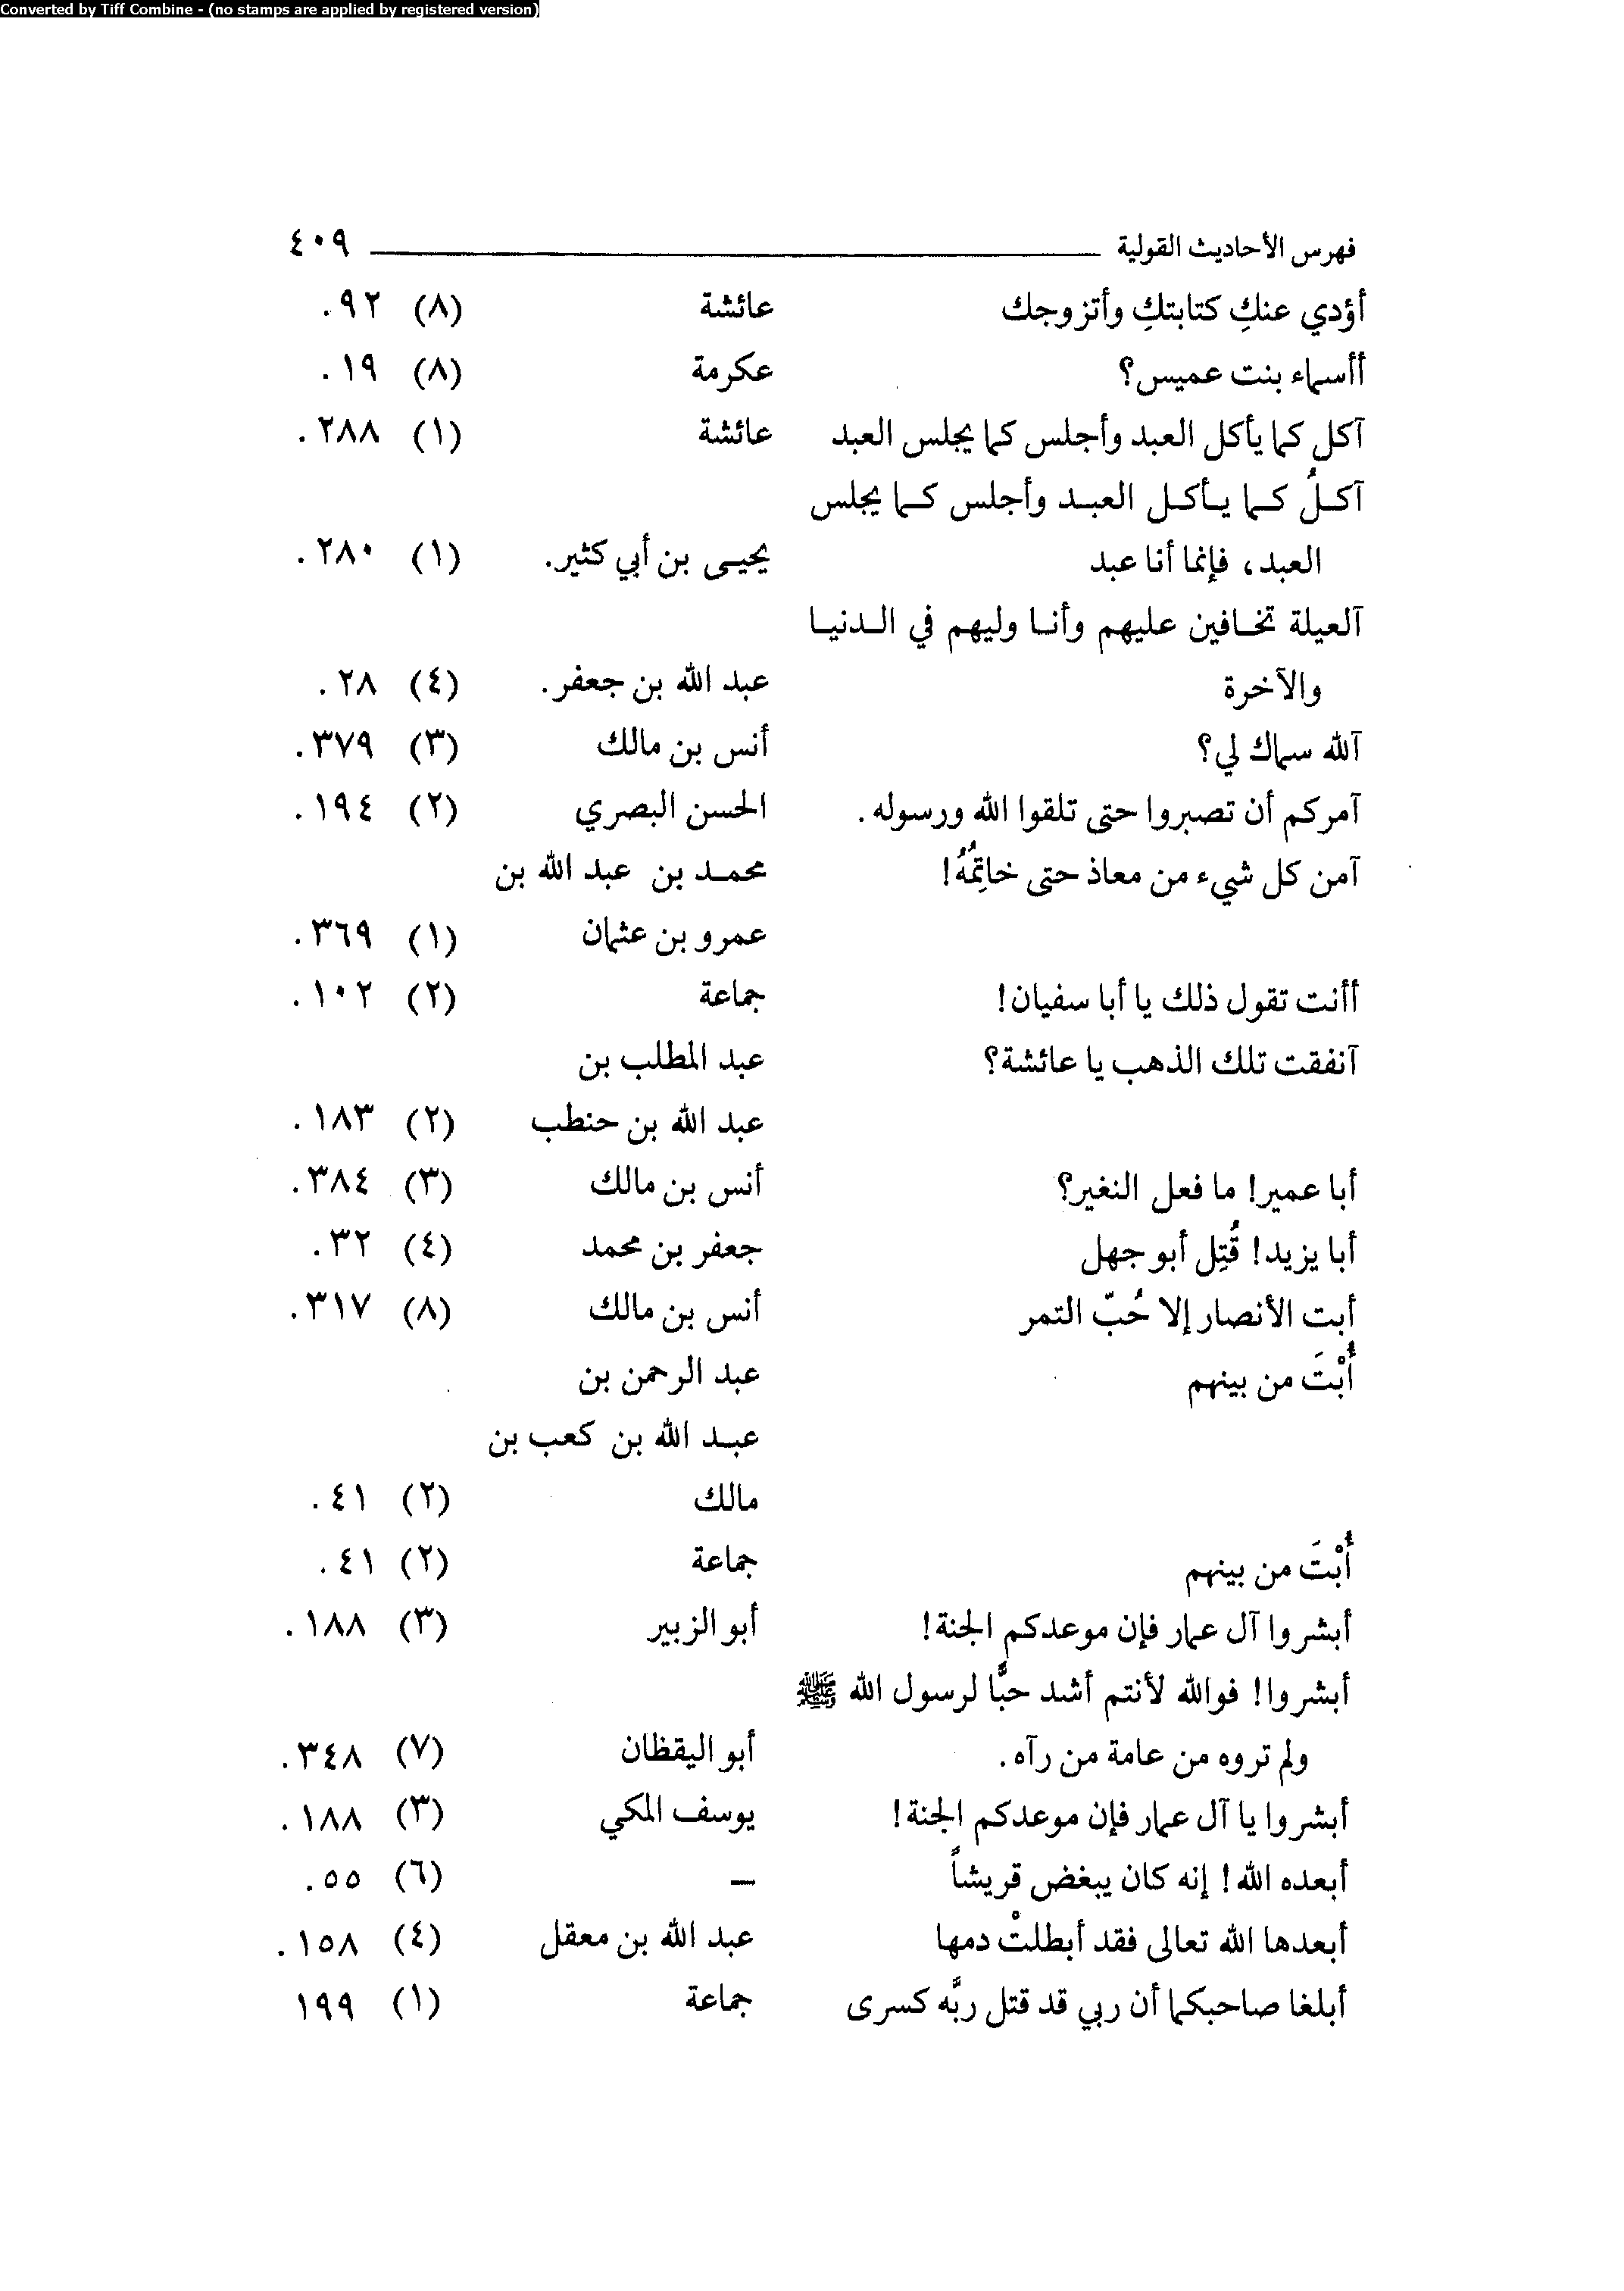 Converted by Tiff Combine - (no stamps are applied by registered version)
فهرس الأحاديث القولية ٤٠٩
أؤدي عنكِ كتابتكِ وأتزوجك عائشة (٨) ٩٢.
أأسماء بنت عميس؟ عكرمة (٨) ١٩.
آكل كما يأكل العبد وأجلس كما يجلس العبد عائشة (١) ٢٨٨.
آكلُ كما يأكل العبد وأجلس كما يجلس
العبد، فإنما أنا عبد يحيى بن أبي كثير. (١) ٢٨٠.
آلعيلة تخافين عليهم وأنا وليهم في الدنيا
والآخرة عبد الله بن جعفر. (٤) ٢٨.
آلله سماك لي؟ أنس بن مالك (٣) ٣٧٩.
آمركم أن تصبروا حتى تلقوا الله ورسوله. الحسن البصري (٢) ١٩٤.
آمن كل شيء من معاذ حتى خاتِمُهُ! محمد بن عبد الله بن
عمرو بن عثمان (١) ٣٦٩.
أأنت تقول ذلك يا أبا سفيان! جماعة (٢) ١٠٢.
آنفقت تلك الذهب يا عائشة؟ عبد المطلب بن
عبد الله بن حنطب (٢) ١٨٣.
أبا عمير! ما فعل النغير؟ أنس بن مالك (٣) ٣٨٤.
أبا يزيد! قُتِل أبو جهل جعفر بن محمد (٤) ٣٢.
أبت الأنصار إلا حُبّ التمر أنس بن مالك (٨) ٣١٧.
أُبْتَ من بينهم عبد الرحمن بن
عبد الله بن كعب بن
مالك (٢) ٤١.
أُبْتَ من بينهم جماعة (٢) ٤١.
أبشروا آل عمار فإن موعدكم الجنة! أبو الزبير (٣) ١٨٨.
أبشروا! فوالله لأنتم أشد حبًّا لرسول الله ﷺ
ولم تروه من عامة من رآه. أبو اليقظان (٧) ٣٤٨.
أبشروا يا آل عمار فإن موعدكم الجنة! يوسف المكي (٣) ١٨٨.
أبعده الله! إنه كان يبغض قريشاً – (٦) ٥٥.
أبعدها الله تعالى فقد أبطلتْ دمها عبد الله بن معقل (٤) ١٥٨.
أبلغا صاحبكما أن ربي قد قتل ربَّه كسرى جماعة (١) ١٩٩